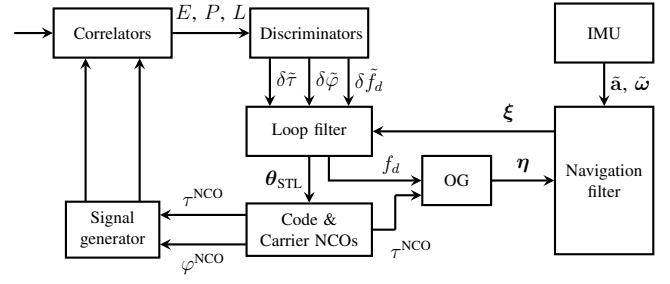 Correlators
E, P, L
Discriminators
IMU
δτ̃
δφ̃
δf̃_d
ã, ω̃
Loop filter
ξ
θ_STL
f_d
OG
η
Navigation
filter
τ^NCO
Signal
generator
Code &
Carrier NCOs
τ^NCO
φ^NCO